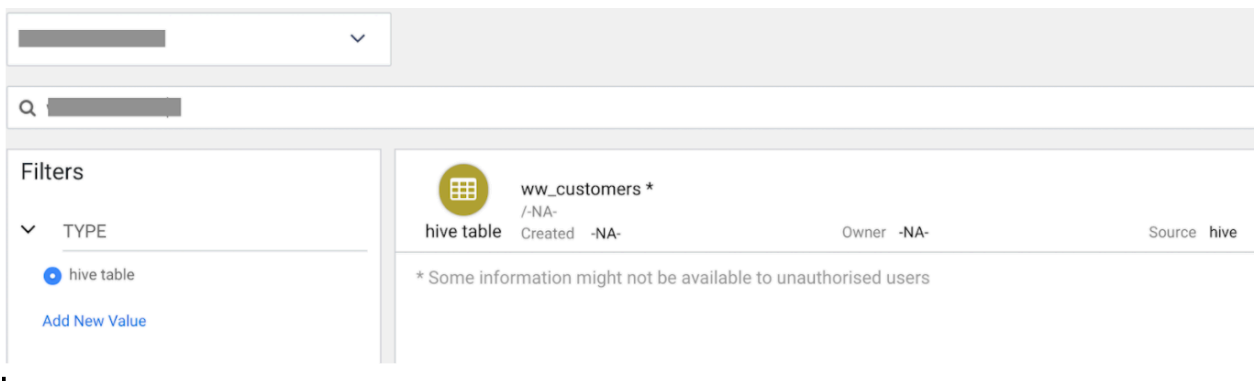 Filters
TYPE
hive table
Add New Value
ww_customers *
/-NA-
hive table Created -NA- Owner -NA- Source hive
* Some information might not be available to unauthorised users